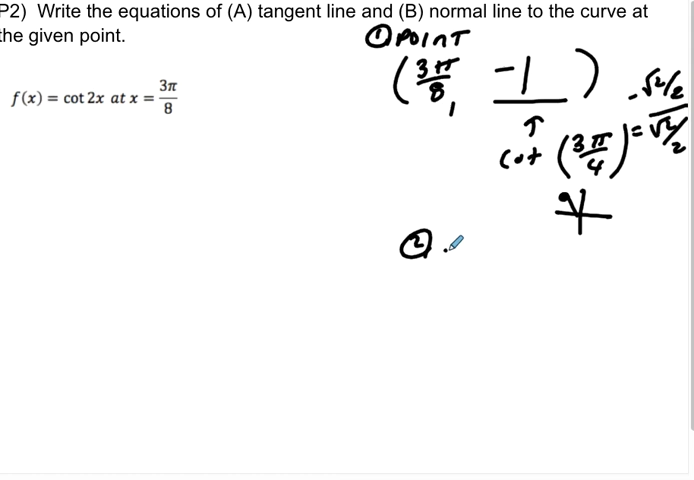 P2) Write the equations of (A) tangent line and (B) normal line to the curve at
the given point.
① POINT
f(x) = cot 2x at x = 3π/8
(3π/8, -1)
cot (3π/4) = -√2/2 / √2/2
②